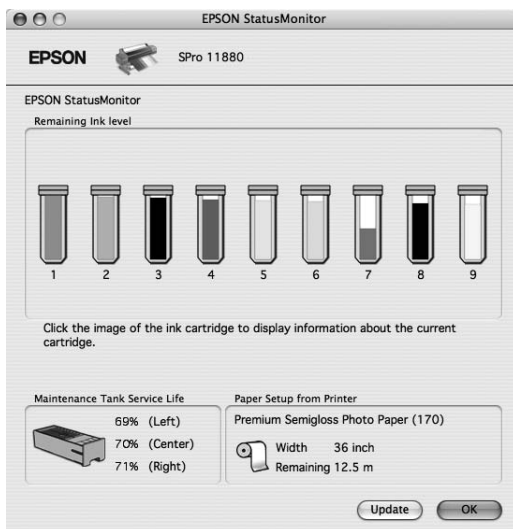 EPSON StatusMonitor
EPSON SPro 11880
EPSON StatusMonitor
Remaining Ink level
1 2 3 4 5 6 7 8 9
Click the image of the ink cartridge to display information about the current
cartridge.
Maintenance Tank Service Life
69% (Left)
70% (Center)
71% (Right)
Paper Setup from Printer
Premium Semigloss Photo Paper (170)
Width 36 inch
Remaining 12.5 m
Update OK